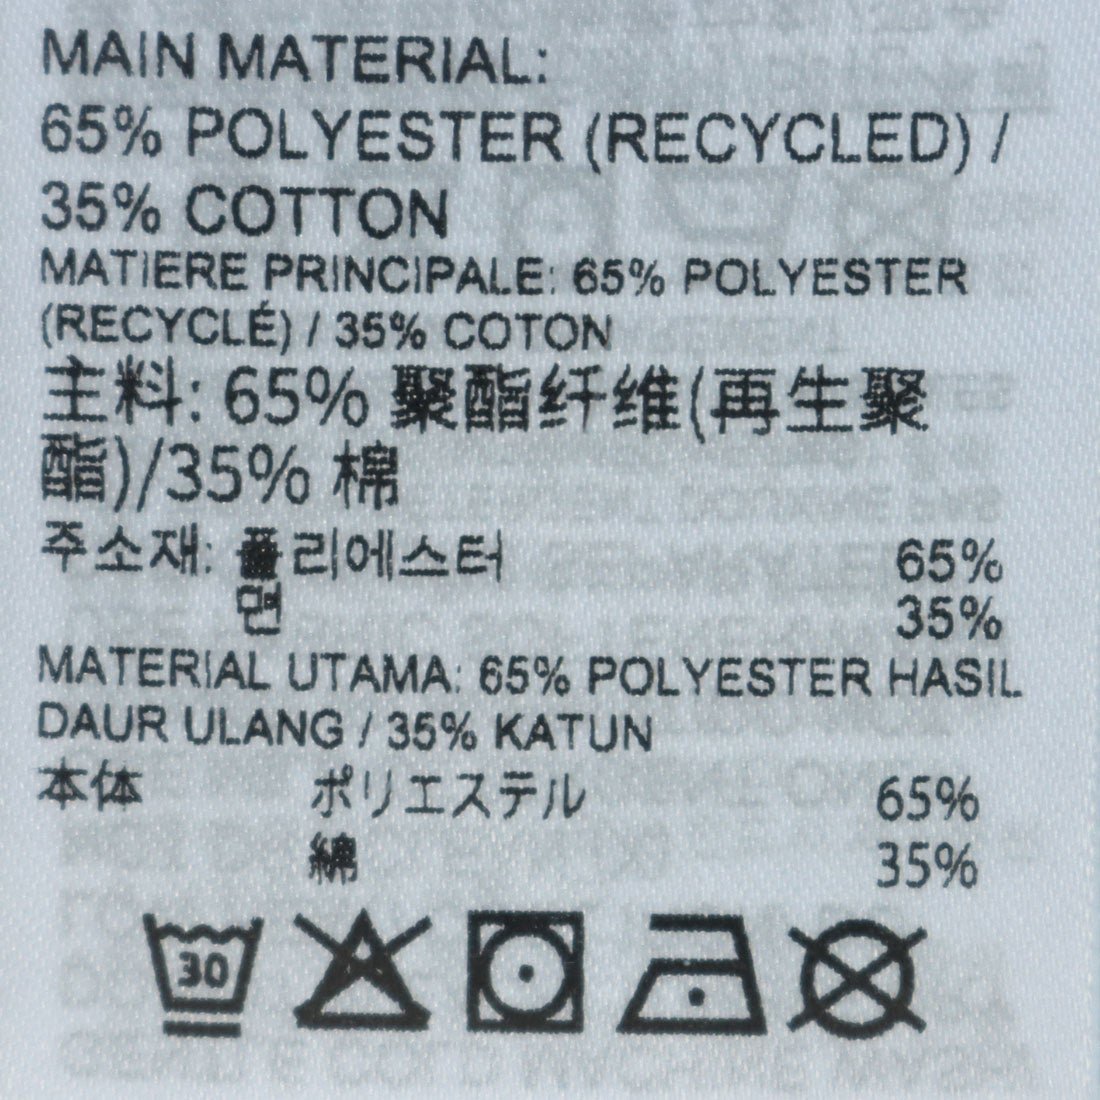 MAIN MATERIAL:
65% POLYESTER (RECYCLED) /
35% COTTON
MATIERE PRINCIPALE: 65% POLYESTER
(RECYCLÉ) / 35% COTON
主料: 65% 聚酯纤维(再生聚
酯)/35% 棉
주소재: 폴리에스터 65%
면 35%
MATERIAL UTAMA: 65% POLYESTER HASIL
DAUR ULANG / 35% KATUN
本体 ポリエステル 65%
綿 35%
30